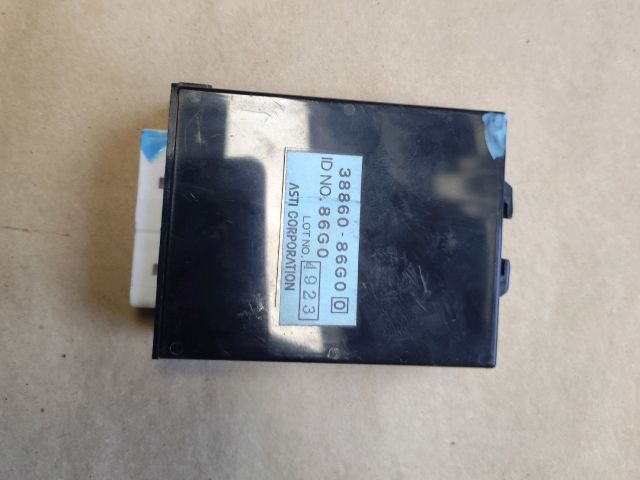 38860-86G0 0
ID NO. 86G0
LOT NO. 4923
ASTI CORPORATION